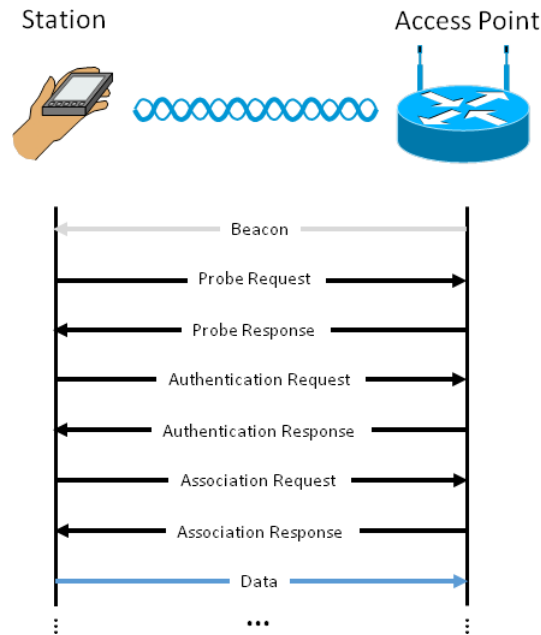 Station
Access Point
Beacon
Probe Request
Probe Response
Authentication Request
Authentication Response
Association Request
Association Response
Data
...